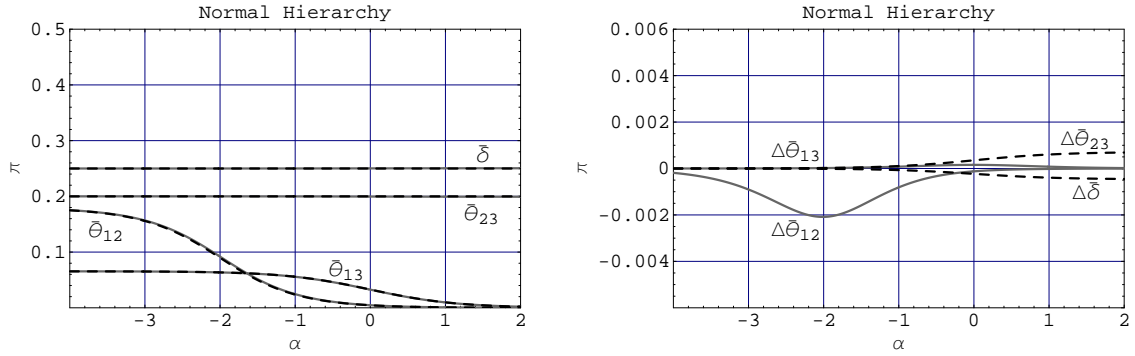 Normal Hierarchy
0.5
0.4
0.3
0.2
0.1
π
δ̄
θ̄23
θ̄12
θ̄13
-3 -2 -1 0 1 2
α
Normal Hierarchy
0.006
0.004
0.002
0
-0.002
-0.004
π
Δθ̄23
Δθ̄13
Δδ̄
Δθ̄12
-3 -2 -1 0 1 2
α